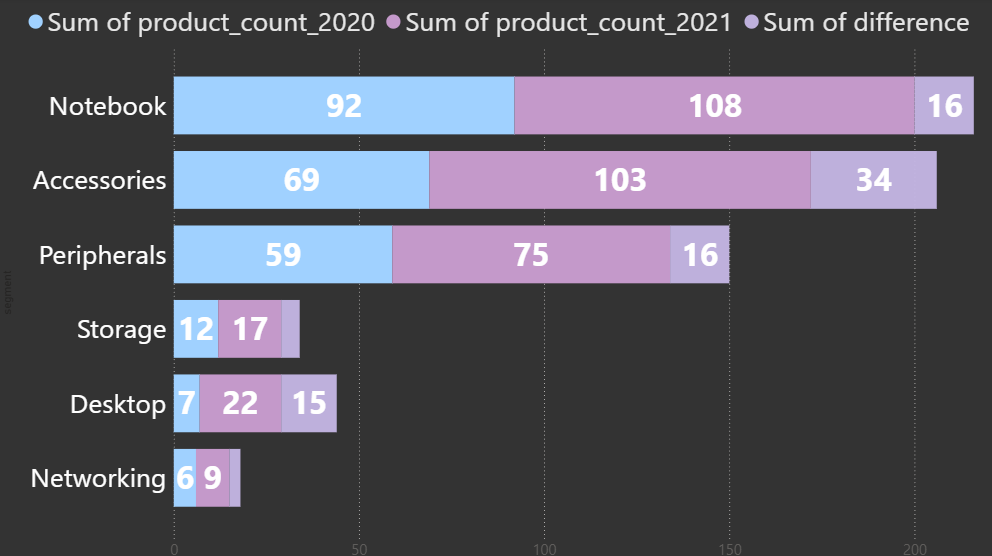 Sum of product_count_2020 Sum of product_count_2021 Sum of difference
Notebook 92 108 16
Accessories 69 103 34
Peripherals 59 75 16
Storage 12 17
Desktop 7 22 15
Networking 6 9
segment
0 50 100 150 200